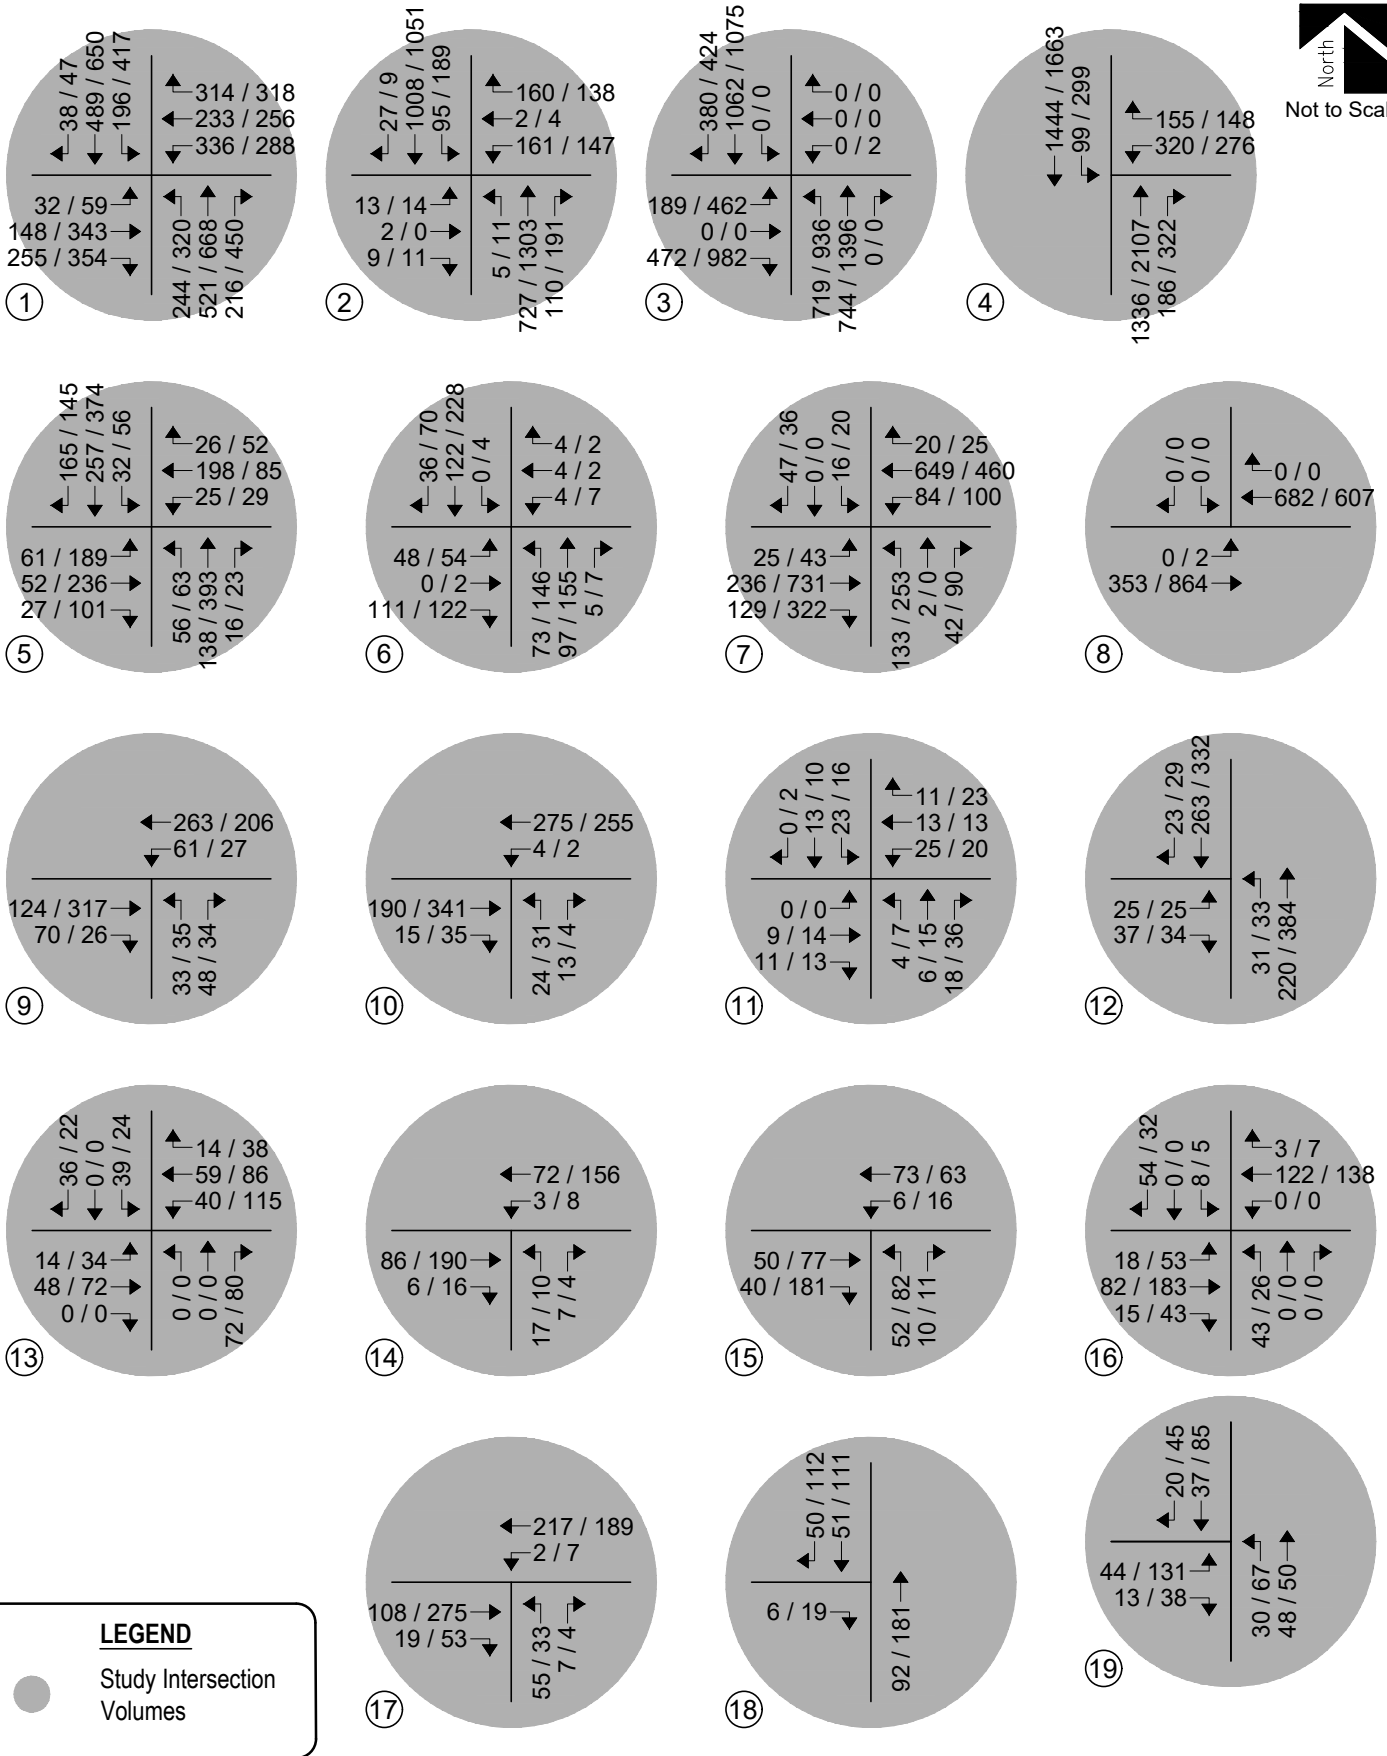 North
Not to Scal
38 / 47
489 / 650
196 / 417
314 / 318
233 / 256
336 / 288
32 / 59
148 / 343
255 / 354
244 / 320
521 / 668
216 / 450
1
27 / 9
1008 / 1051
95 / 189
160 / 138
2 / 4
161 / 147
13 / 14
2 / 0
9 / 11
5 / 11
727 / 1303
110 / 191
2
380 / 424
1062 / 1075
0 / 0
0 / 0
0 / 0
0 / 2
189 / 462
0 / 0
472 / 982
719 / 936
744 / 1396
0 / 0
3
1444 / 1663
99 / 299
155 / 148
320 / 276
1336 / 2107
186 / 322
4
165 / 145
257 / 374
32 / 56
26 / 52
198 / 85
25 / 29
61 / 189
52 / 236
27 / 101
56 / 63
138 / 393
16 / 23
5
36 / 70
122 / 228
0 / 4
4 / 2
4 / 2
4 / 7
48 / 54
0 / 2
111 / 122
73 / 146
97 / 155
5 / 7
6
47 / 36
0 / 0
16 / 20
20 / 25
649 / 460
84 / 100
25 / 43
236 / 731
129 / 322
133 / 253
2 / 0
42 / 90
7
0 / 0
0 / 0
0 / 0
682 / 607
0 / 2
353 / 864
8
263 / 206
61 / 27
124 / 317
70 / 26
33 / 35
48 / 34
9
275 / 255
4 / 2
190 / 341
15 / 35
24 / 31
13 / 4
10
0 / 2
13 / 10
23 / 16
11 / 23
13 / 13
25 / 20
0 / 0
9 / 14
11 / 13
4 / 7
6 / 15
18 / 36
11
23 / 29
263 / 332
25 / 25
37 / 34
31 / 33
220 / 384
12
36 / 22
0 / 0
39 / 24
14 / 38
59 / 86
40 / 115
14 / 34
48 / 72
0 / 0
0 / 0
0 / 0
72 / 80
13
72 / 156
3 / 8
86 / 190
6 / 16
17 / 10
7 / 4
14
73 / 63
6 / 16
50 / 77
40 / 181
52 / 82
10 / 11
15
54 / 32
0 / 0
8 / 5
3 / 7
122 / 138
0 / 0
18 / 53
82 / 183
15 / 43
43 / 26
0 / 0
0 / 0
16
217 / 189
2 / 7
108 / 275
19 / 53
55 / 33
7 / 4
17
50 / 112
51 / 111
6 / 19
92 / 181
18
20 / 45
37 / 85
44 / 131
13 / 38
30 / 67
48 / 50
19
LEGEND
Study Intersection
Volumes